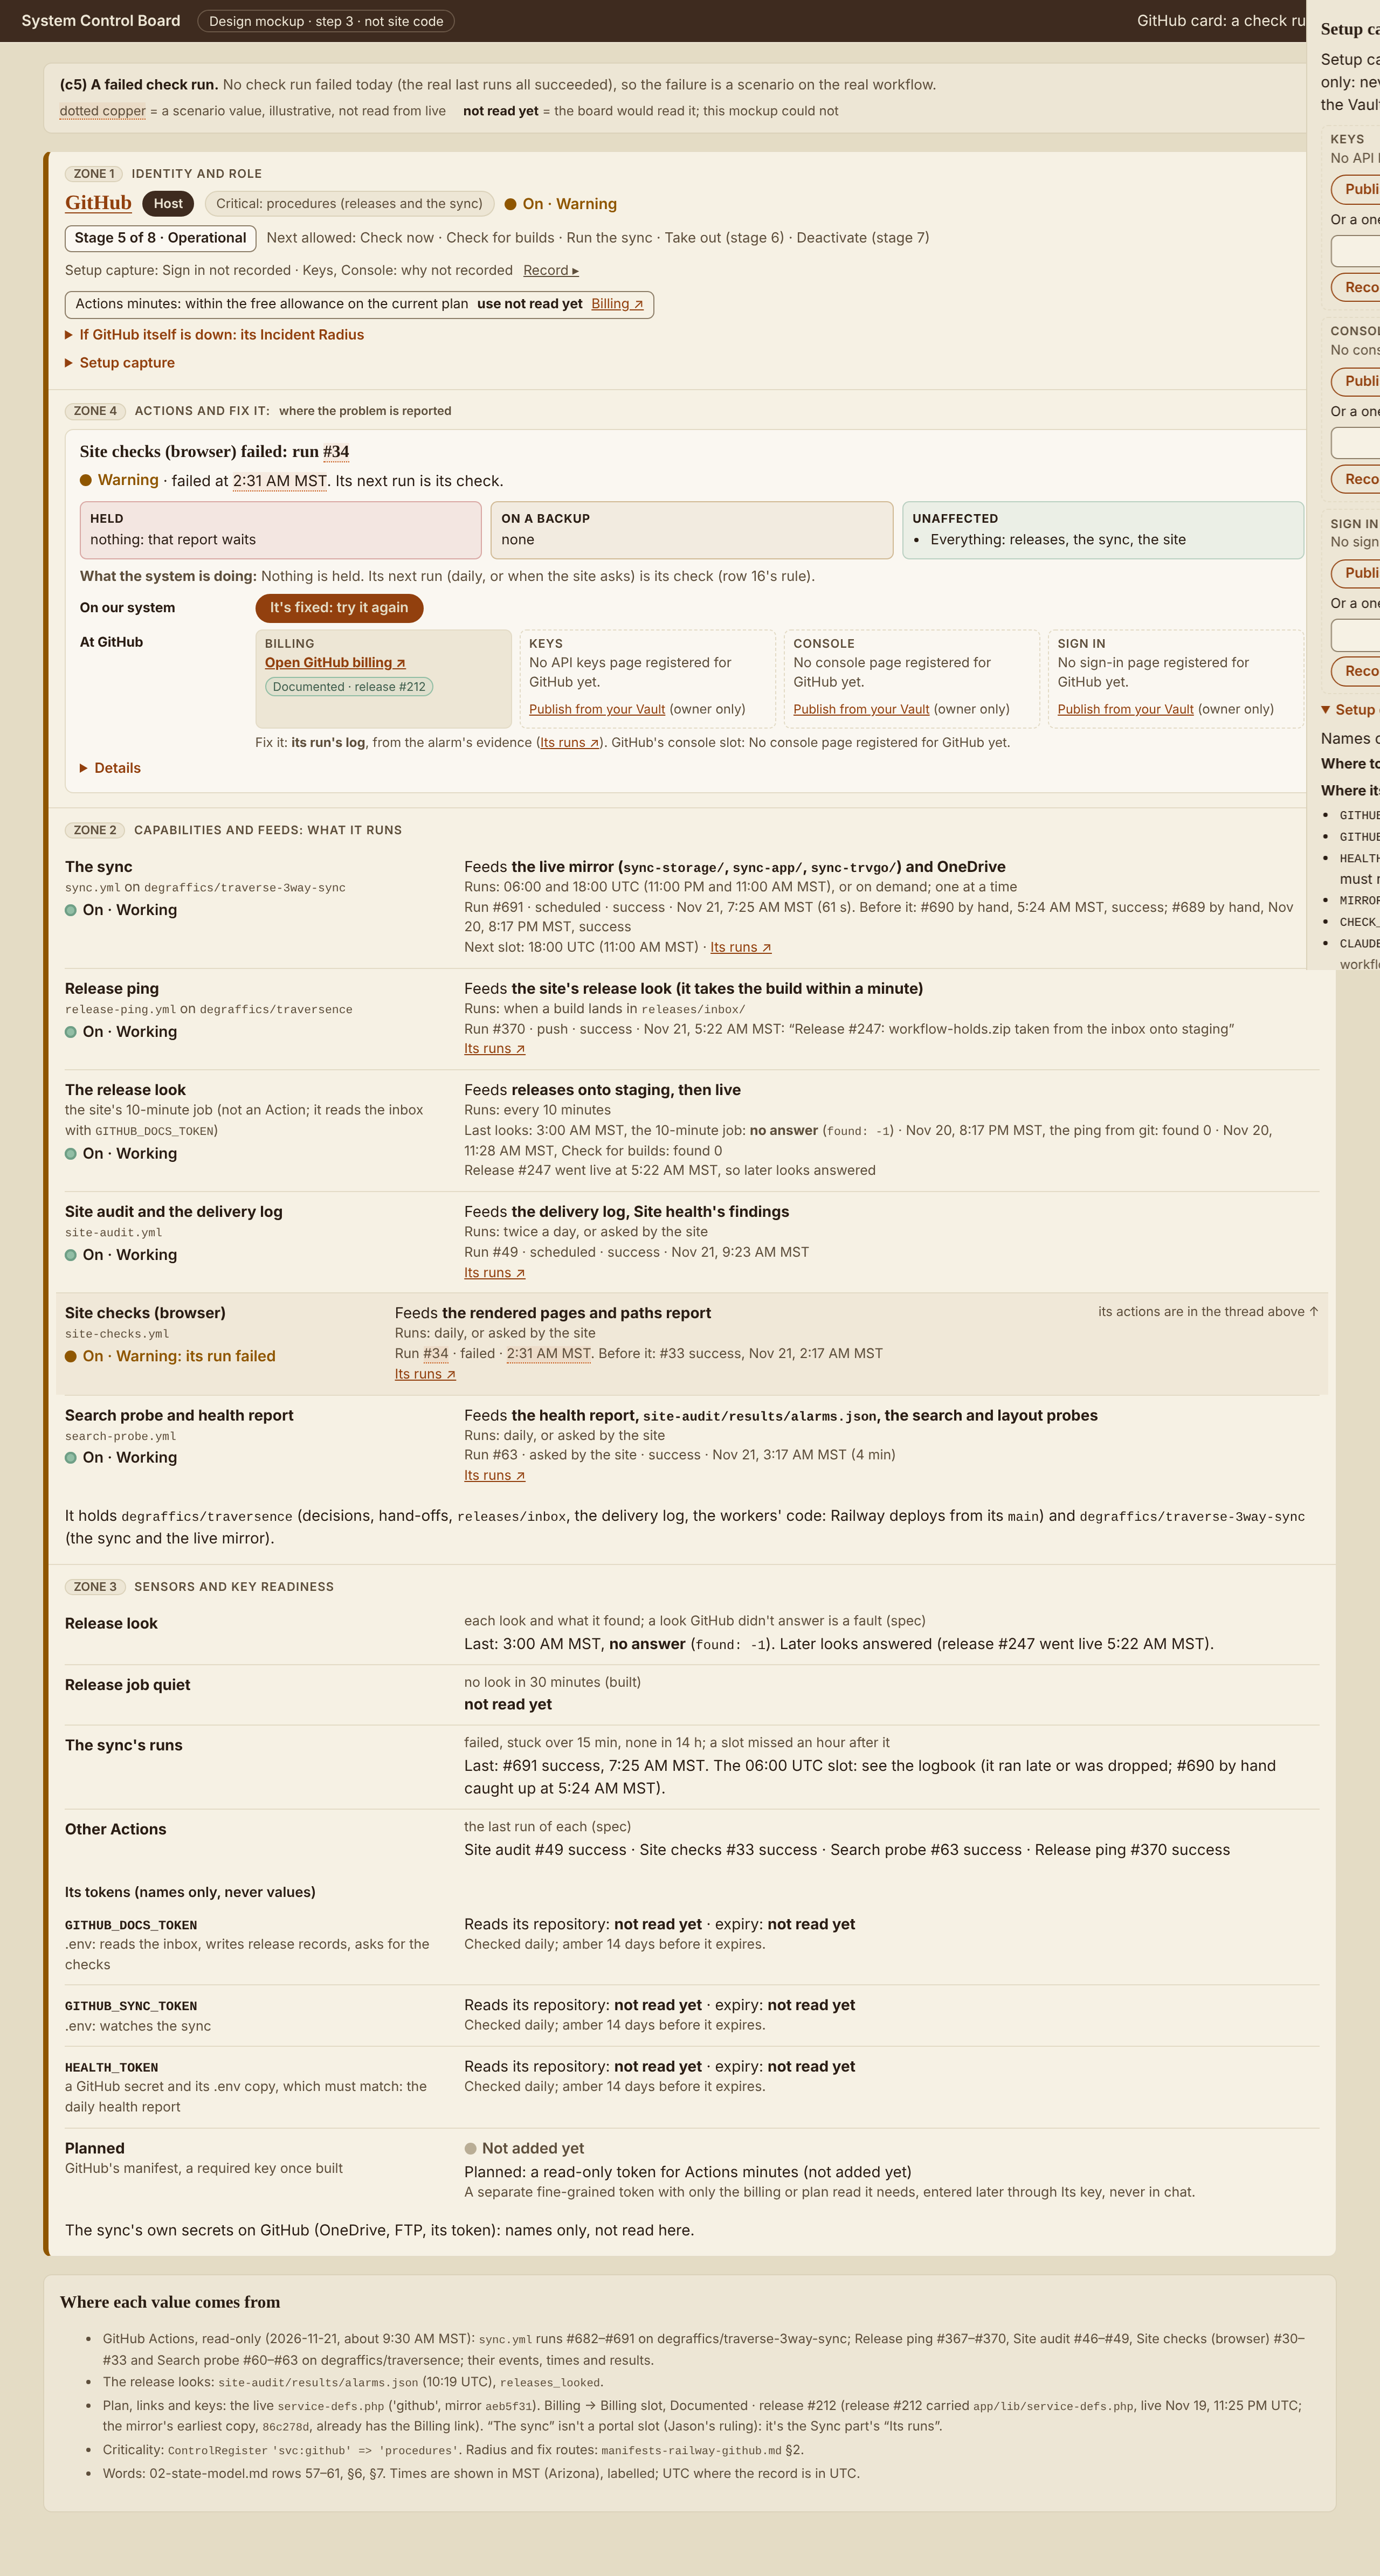 System Control Board
Design mockup · step 3 · not site code
GitHub card: a check ru
(c5) A failed check run. No check run failed today (the real last runs all succeeded), so the failure is a scenario on the real workflow.
dotted copper = a scenario value, illustrative, not read from live not read yet = the board would read it; this mockup could not
ZONE 1 IDENTITY AND ROLE
GitHub Host Critical: procedures (releases and the sync) On · Warning
Stage 5 of 8 · Operational Next allowed: Check now · Check for builds · Run the sync · Take out (stage 6) · Deactivate (stage 7)
Setup capture: Sign in not recorded · Keys, Console: why not recorded Record ▸
Actions minutes: within the free allowance on the current plan use not read yet Billing ↗
▶ If GitHub itself is down: its Incident Radius
▶ Setup capture
ZONE 4 ACTIONS AND FIX IT: where the problem is reported
Site checks (browser) failed: run #34
Warning · failed at 2:31 AM MST. Its next run is its check.
HELD
nothing: that report waits
ON A BACKUP
none
UNAFFECTED
• Everything: releases, the sync, the site
What the system is doing: Nothing is held. Its next run (daily, or when the site asks) is its check (row 16's rule).
On our system It's fixed: try it again
At GitHub
BILLING
Open GitHub billing ↗
Documented · release #212
KEYS
No API keys page registered for
GitHub yet.
Publish from your Vault (owner only)
CONSOLE
No console page registered for
GitHub yet.
Publish from your Vault (owner only)
SIGN IN
No sign-in page registered for
GitHub yet.
Publish from your Vault (owner only)
Fix it: its run's log, from the alarm's evidence (Its runs ↗). GitHub's console slot: No console page registered for GitHub yet.
▶ Details
ZONE 2 CAPABILITIES AND FEEDS: WHAT IT RUNS
The sync
sync.yml on degraffics/traverse-3way-sync
On · Working
Feeds the live mirror (sync-storage/, sync-app/, sync-trvgo/) and OneDrive
Runs: 06:00 and 18:00 UTC (11:00 PM and 11:00 AM MST), or on demand; one at a time
Run #691 · scheduled · success · Nov 21, 7:25 AM MST (61 s). Before it: #690 by hand, 5:24 AM MST, success; #689 by hand, Nov
20, 8:17 PM MST, success
Next slot: 18:00 UTC (11:00 AM MST) · Its runs ↗
Release ping
release-ping.yml on degraffics/traversence
On · Working
Feeds the site's release look (it takes the build within a minute)
Runs: when a build lands in releases/inbox/
Run #370 · push · success · Nov 21, 5:22 AM MST: “Release #247: workflow-holds.zip taken from the inbox onto staging”
Its runs ↗
The release look
the site's 10-minute job (not an Action; it reads the inbox
with GITHUB_DOCS_TOKEN)
On · Working
Feeds releases onto staging, then live
Runs: every 10 minutes
Last looks: 3:00 AM MST, the 10-minute job: no answer (found: -1) · Nov 20, 8:17 PM MST, the ping from git: found 0 · Nov 20,
11:28 AM MST, Check for builds: found 0
Release #247 went live at 5:22 AM MST, so later looks answered
Site audit and the delivery log
site-audit.yml
On · Working
Feeds the delivery log, Site health's findings
Runs: twice a day, or asked by the site
Run #49 · scheduled · success · Nov 21, 9:23 AM MST
Its runs ↗
Site checks (browser)
site-checks.yml
On · Warning: its run failed
Feeds the rendered pages and paths report
Runs: daily, or asked by the site
Run #34 · failed · 2:31 AM MST. Before it: #33 success, Nov 21, 2:17 AM MST
Its runs ↗
its actions are in the thread above ↑
Search probe and health report
search-probe.yml
On · Working
Feeds the health report, site-audit/results/alarms.json, the search and layout probes
Runs: daily, or asked by the site
Run #63 · asked by the site · success · Nov 21, 3:17 AM MST (4 min)
Its runs ↗
It holds degraffics/traversence (decisions, hand-offs, releases/inbox, the delivery log, the workers' code: Railway deploys from its main) and degraffics/traverse-3way-sync
(the sync and the live mirror).
ZONE 3 SENSORS AND KEY READINESS
Release look
each look and what it found; a look GitHub didn't answer is a fault (spec)
Last: 3:00 AM MST, no answer (found: -1). Later looks answered (release #247 went live 5:22 AM MST).
Release job quiet
no look in 30 minutes (built)
not read yet
The sync's runs
failed, stuck over 15 min, none in 14 h; a slot missed an hour after it
Last: #691 success, 7:25 AM MST. The 06:00 UTC slot: see the logbook (it ran late or was dropped; #690 by hand
caught up at 5:24 AM MST).
Other Actions
the last run of each (spec)
Site audit #49 success · Site checks #33 success · Search probe #63 success · Release ping #370 success
Its tokens (names only, never values)
GITHUB_DOCS_TOKEN
.env: reads the inbox, writes release records, asks for the
checks
Reads its repository: not read yet · expiry: not read yet
Checked daily; amber 14 days before it expires.
GITHUB_SYNC_TOKEN
.env: watches the sync
Reads its repository: not read yet · expiry: not read yet
Checked daily; amber 14 days before it expires.
HEALTH_TOKEN
a GitHub secret and its .env copy, which must match: the
daily health report
Reads its repository: not read yet · expiry: not read yet
Checked daily; amber 14 days before it expires.
Planned
GitHub's manifest, a required key once built
Not added yet
Planned: a read-only token for Actions minutes (not added yet)
A separate fine-grained token with only the billing or plan read it needs, entered later through Its key, never in chat.
The sync's own secrets on GitHub (OneDrive, FTP, its token): names only, not read here.
Where each value comes from
• GitHub Actions, read-only (2026-11-21, about 9:30 AM MST): sync.yml runs #682–#691 on degraffics/traverse-3way-sync; Release ping #367–#370, Site audit #46–#49, Site checks (browser) #30–
#33 and Search probe #60–#63 on degraffics/traversence; their events, times and results.
• The release looks: site-audit/results/alarms.json (10:19 UTC), releases_looked.
• Plan, links and keys: the live service-defs.php ('github', mirror aeb5f31). Billing → Billing slot, Documented · release #212 (release #212 carried app/lib/service-defs.php, live Nov 19, 11:25 PM UTC;
the mirror's earliest copy, 86c278d, already has the Billing link). “The sync” isn't a portal slot (Jason's ruling): it's the Sync part's “Its runs”.
• Criticality: ControlRegister 'svc:github' => 'procedures'. Radius and fix routes: manifests-railway-github.md §2.
• Words: 02-state-model.md rows 57–61, §6, §7. Times are shown in MST (Arizona), labelled; UTC where the record is in UTC.
Setup ca
Setup ca
only: nev
the Vaul
KEYS
No API
Publi
Or a one
Reco
CONSOL
No cons
Publi
Or a one
Reco
SIGN IN
No sign
Publi
Or a one
Reco
▼ Setup
Names o
Where to
Where its
• GITHUB
• GITHUB
• HEALTH
must m
• MIRROR
• CHECK_
• CLAUDE
workfl